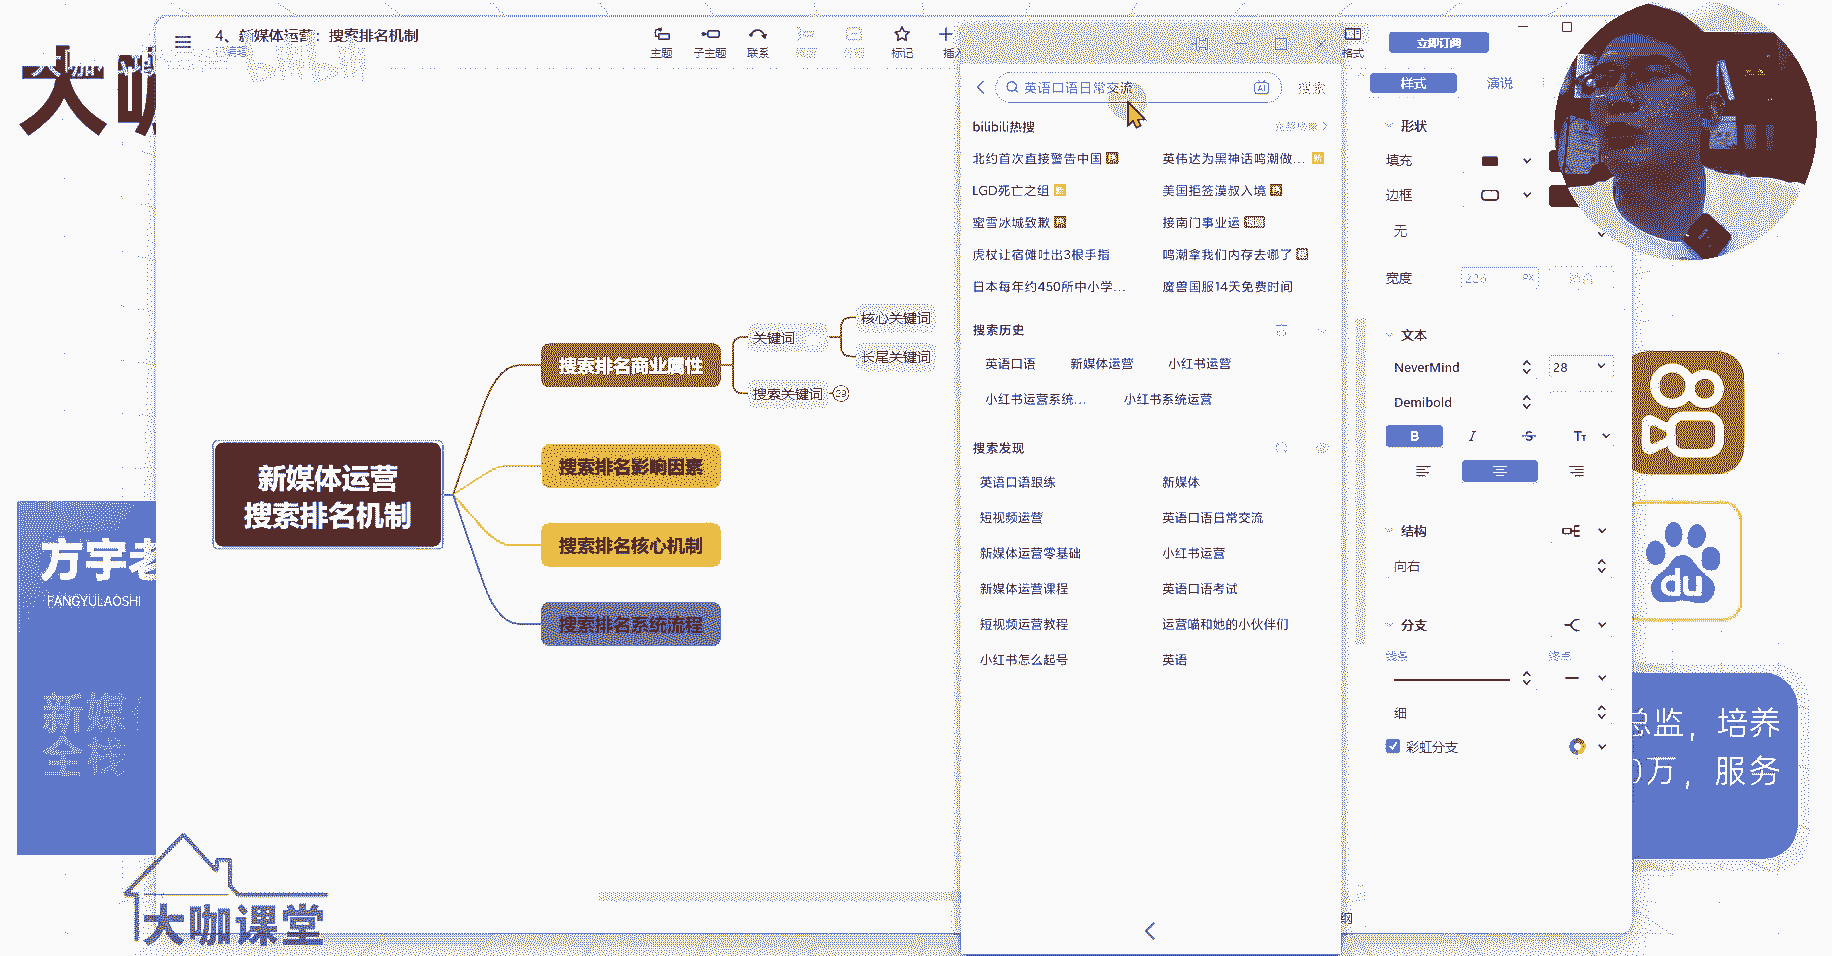 4、新媒体运营：搜索排名机制
已编辑
bilibili
主题
子主题
联系
标记
格式
立即订阅
大咖
方宇老
FANGYULAOSHI
新媒体
全栈
大咖课堂
新媒体运营
搜索排名机制
搜索排名商业属性
关键词
核心关键词
长尾关键词
搜索关键词
搜索排名影响因素
搜索排名核心机制
搜索排名系统流程
英语口语日常交流
搜索
bilibili热搜
北约首次直接警告中国 热
英伟达为黑神话鸣潮做... 新
LGD死亡之组 新
美国拒签漠叔入境 热
蜜雪冰城致歉 热
接南门事业运
虎杖让宿傩吐出3根手指
鸣潮拿我们内存去哪了
日本每年约450所中小学...
魔兽国服14天免费时间
搜索历史
英语口语
新媒体运营
小红书运营
小红书运营系统...
小红书系统运营
搜索发现
英语口语跟练
新媒体
短视频运营
英语口语日常交流
新媒体运营零基础
小红书运营
新媒体运营课程
英语口语考试
短视频运营教程
运营喵和她的小伙伴们
小红书怎么起号
英语
样式
演说
形状
填充
边框
无
宽度
226 PX
文本
NeverMind
28
Demibold
B I S Tт
结构
向右
分支
线条
终点
细
彩虹分支
du
总监，培养
0万，服务